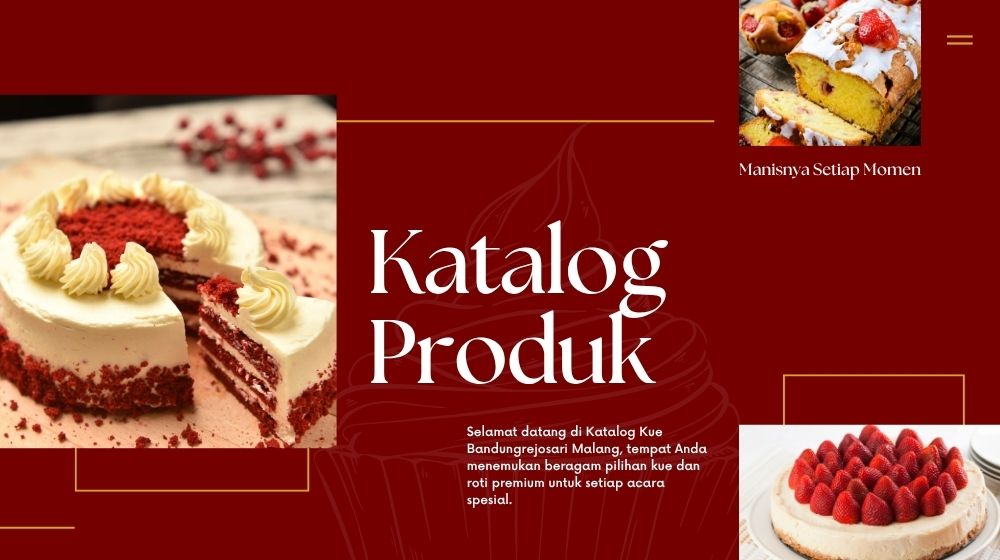 Manisnya Setiap Momen
Katalog
Produk
Selamat datang di Katalog Kue
Bandungrejosari Malang, tempat Anda
menemukan beragam pilihan kue dan
roti premium untuk setiap acara
spesial.